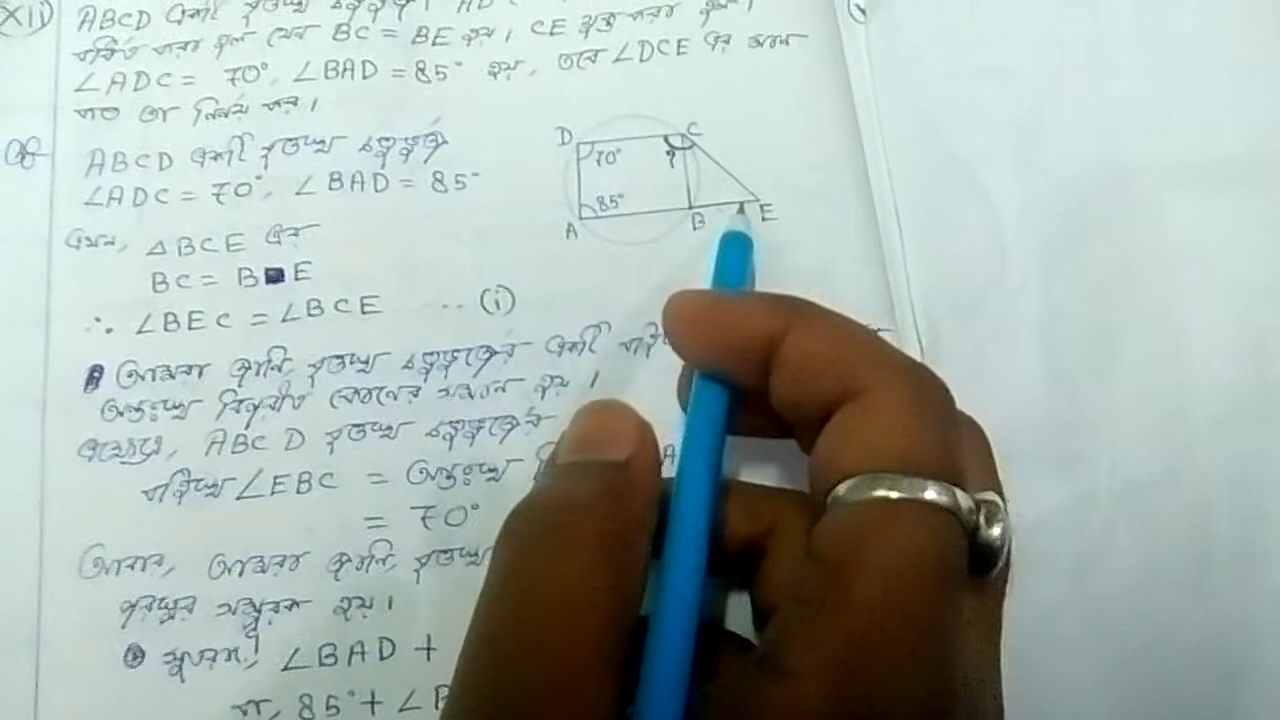 xii) ABCD একটি বৃত্তস্থ চতুর্ভুজ। AB
বর্ধিত করা হল যেন BC = BE হয়। CE যুক্ত করা হল।
∠ADC = 70°, ∠BAD = 85° হয়, তবে ∠DCE এর মান
কত তা নির্ণয় কর।
ABCD একটি বৃত্তস্থ চতুর্ভুজ
∠ADC = 70°, ∠BAD = 85°
D C
70° ?
85°
A B E
এখন, △BCE এর
BC = B E
∴ ∠BEC = ∠BCE ....(i)
আমরা জানি, বৃত্তস্থ চতুর্ভুজের একটি
অন্তঃস্থ বিপরীত কোণের সমান হয়।
এক্ষেত্রে, ABCD বৃত্তস্থ চতুর্ভুজের
বহিঃস্থ ∠EBC = অন্তঃস্থ
= 70°
আবার, আমরা জানি, বৃত্তস্থ
পরস্পর সম্পূরক হয়।
সুতরাং, ∠BAD +
বা, 85° + ∠B